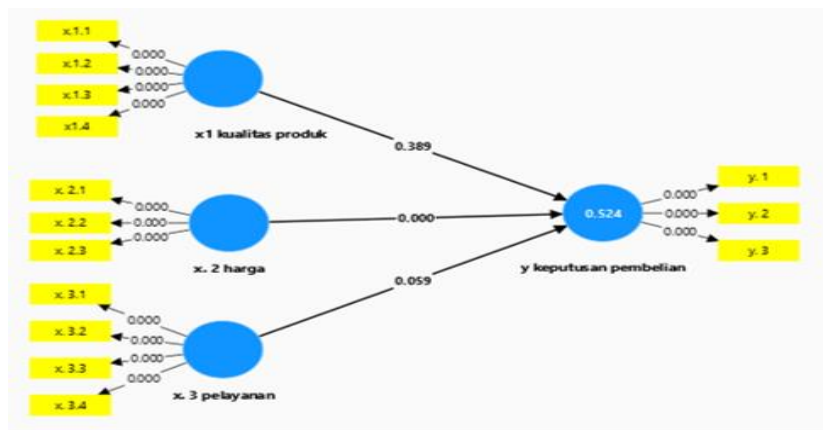 x.1.1
0.000
x.1.2
0.000
x.1.3
0.000
0.000
x1.4
x1 kualitas produk
0.389
x. 2.1
0.000
x. 2.2
0.000
x. 2.3
0.000
x. 2 harga
0.000
0.524
y keputusan pembelian
0.000
y. 1
0.000
y. 2
0.000
y. 3
x. 3.1
0.000
x. 3.2
0.000
x. 3.3
0.000
0.000
x. 3.4
x. 3 pelayanan
0.059